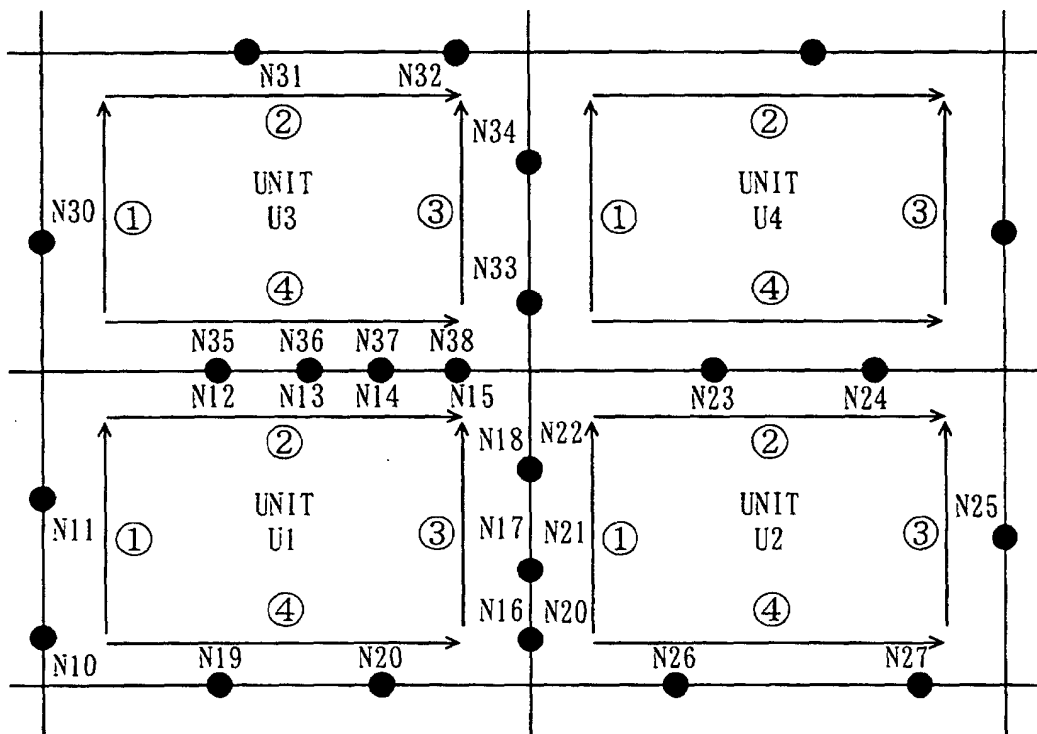 N31 N32
②
N34
UNIT UNIT
U3 U4
N30 ① ③ ① ③
②
N33
④ ④
N35 N36 N37 N38
N12 N13 N14 N15 N23 N24
② N18 N22 ②
UNIT UNIT
U1 U2
N11 ① ③ N17 N21 ① ③ N25
④ N16 N20 ④
N10 N19 N20 N26 N27